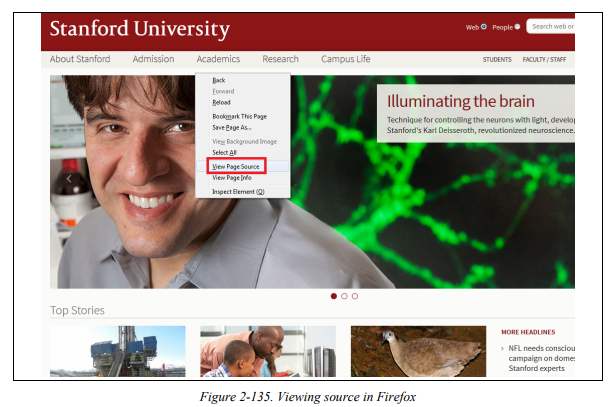 Stanford University
Web People Search web or
About Stanford Admission Academics Research Campus Life STUDENTS FACULTY / STAFF
Back
Forward
Reload
Bookmark This Page
Save Page As...
View Background Image
Select All
View Page Source
View Page Info
Inspect Element (Q)
Illuminating the brain
Technique for controlling the neurons with light, develop
Stanford's Karl Deisseroth, revolutionized neuroscience.
Top Stories
MORE HEADLINES
NFL needs consciou
campaign on domes
Stanford experts
Figure 2-135. Viewing source in Firefox